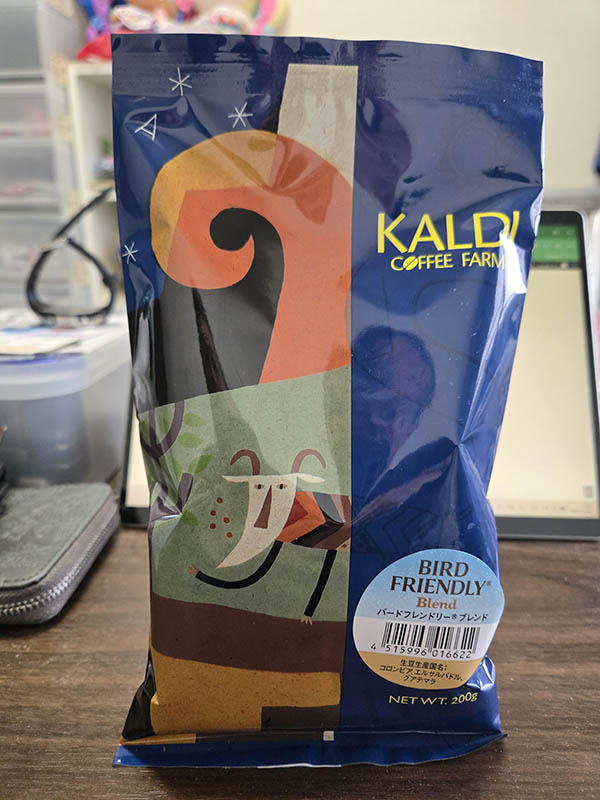 KALDI
COFFEE FARM
BIRD
FRIENDLY®
Blend
バードフレンドリー®ブレンド
4 515996 016622
生豆生産国名:
コロンビア,エルサルバドル,
グアテマラ
NET WT. 200g